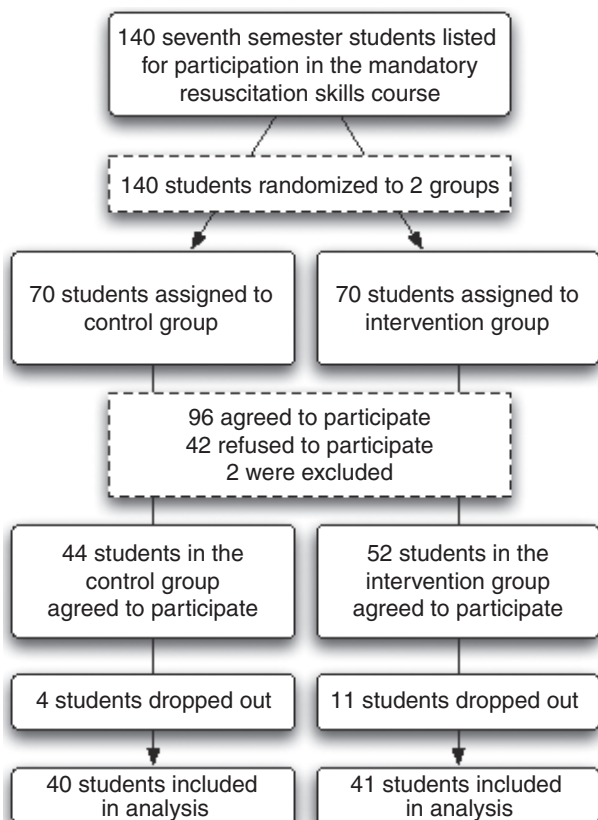 140 seventh semester students listed
for participation in the mandatory
resuscitation skills course
140 students randomized to 2 groups
70 students assigned to
control group
70 students assigned to
intervention group
96 agreed to participate
42 refused to participate
2 were excluded
44 students in the
control group
agreed to participate
52 students in the
intervention group
agreed to participate
4 students dropped out
11 students dropped out
40 students included
in analysis
41 students included
in analysis